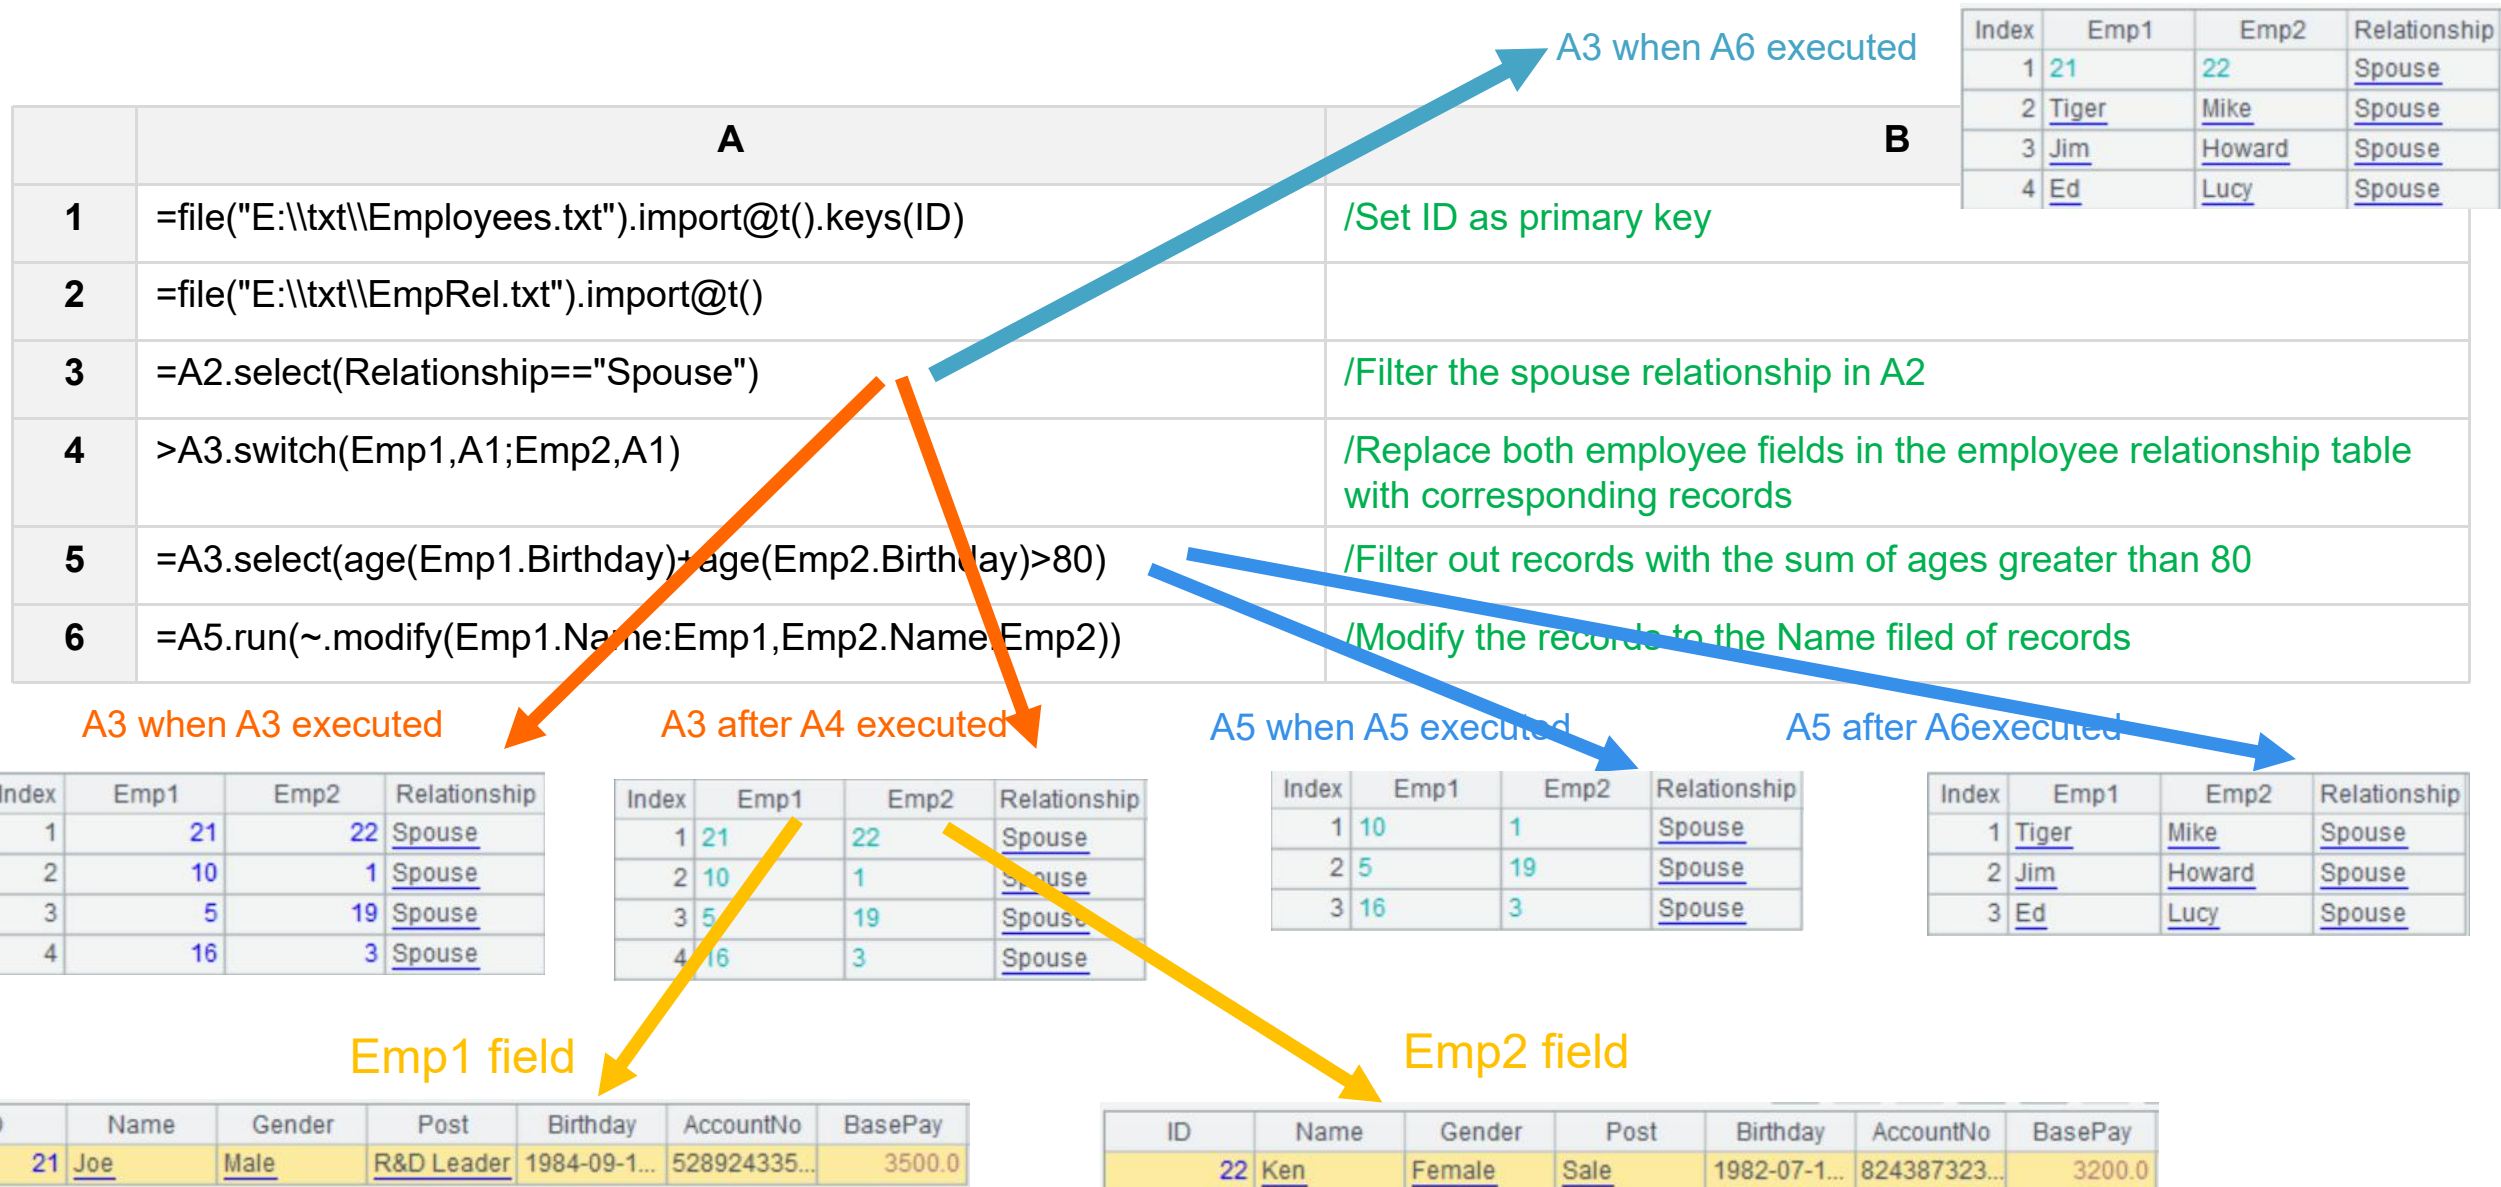 A3 when A6 executed
Index Emp1 Emp2 Relationship
1 21 22 Spouse
2 Tiger Mike Spouse
3 Jim Howard Spouse
4 Ed Lucy Spouse
A B
1 =file("E:\\txt\\Employees.txt").import@t().keys(ID) /Set ID as primary key
2 =file("E:\\txt\\EmpRel.txt").import@t()
3 =A2.select(Relationship=="Spouse") /Filter the spouse relationship in A2
4 >A3.switch(Emp1,A1;Emp2,A1) /Replace both employee fields in the employee relationship table
with corresponding records
5 =A3.select(age(Emp1.Birthday)+age(Emp2.Birthday)>80) /Filter out records with the sum of ages greater than 80
6 =A5.run(~.modify(Emp1.Name:Emp1,Emp2.Name:Emp2)) /Modify the records to the Name filed of records
A3 when A3 executed
Index Emp1 Emp2 Relationship
1 21 22 Spouse
2 10 1 Spouse
3 5 19 Spouse
4 16 3 Spouse
A3 after A4 executed
Index Emp1 Emp2 Relationship
1 21 22 Spouse
2 10 1 Spouse
3 5 19 Spouse
4 16 3 Spouse
A5 when A5 executed
Index Emp1 Emp2 Relationship
1 10 1 Spouse
2 5 19 Spouse
3 16 3 Spouse
A5 after A6executed
Index Emp1 Emp2 Relationship
1 Tiger Mike Spouse
2 Jim Howard Spouse
3 Ed Lucy Spouse
Emp1 field
Name Gender Post Birthday AccountNo BasePay
21 Joe Male R&D Leader 1984-09-1... 528924335... 3500.0
Emp2 field
ID Name Gender Post Birthday AccountNo BasePay
22 Ken Female Sale 1982-07-1... 824387323... 3200.0